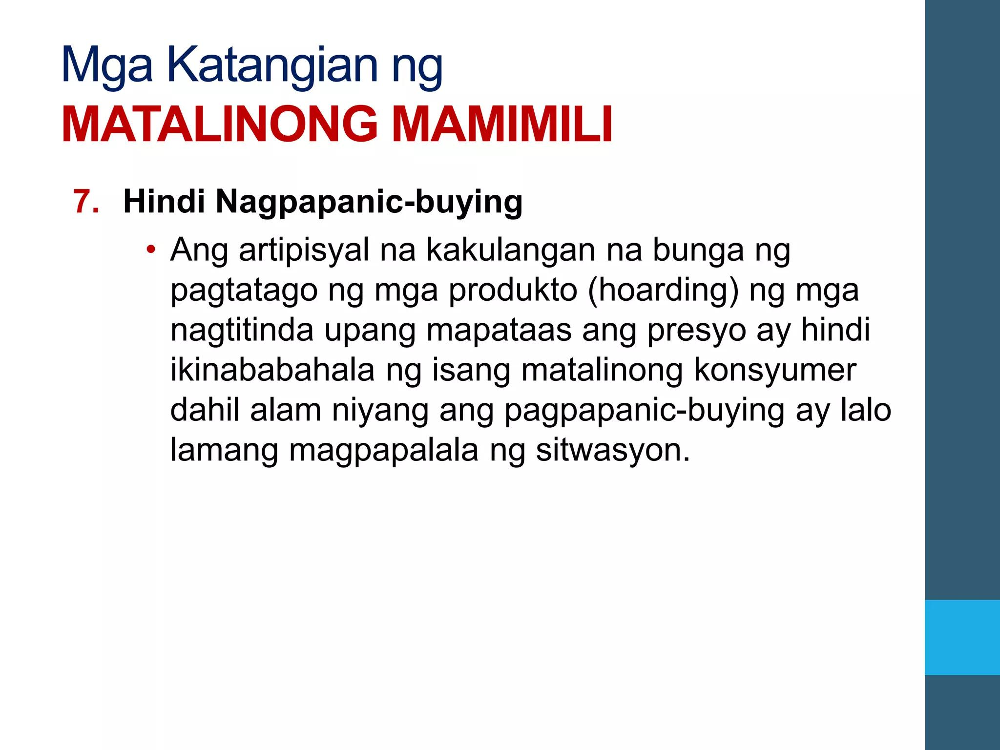 Mga Katangian ng
MATALINONG MAMIMILI
7. Hindi Nagpapanic-buying
• Ang artipisyal na kakulangan na bunga ng
pagtatago ng mga produkto (hoarding) ng mga
nagtitinda upang mapataas ang presyo ay hindi
ikinababahala ng isang matalinong konsyumer
dahil alam niyang ang pagpapanic-buying ay lalo
lamang magpapalala ng sitwasyon.